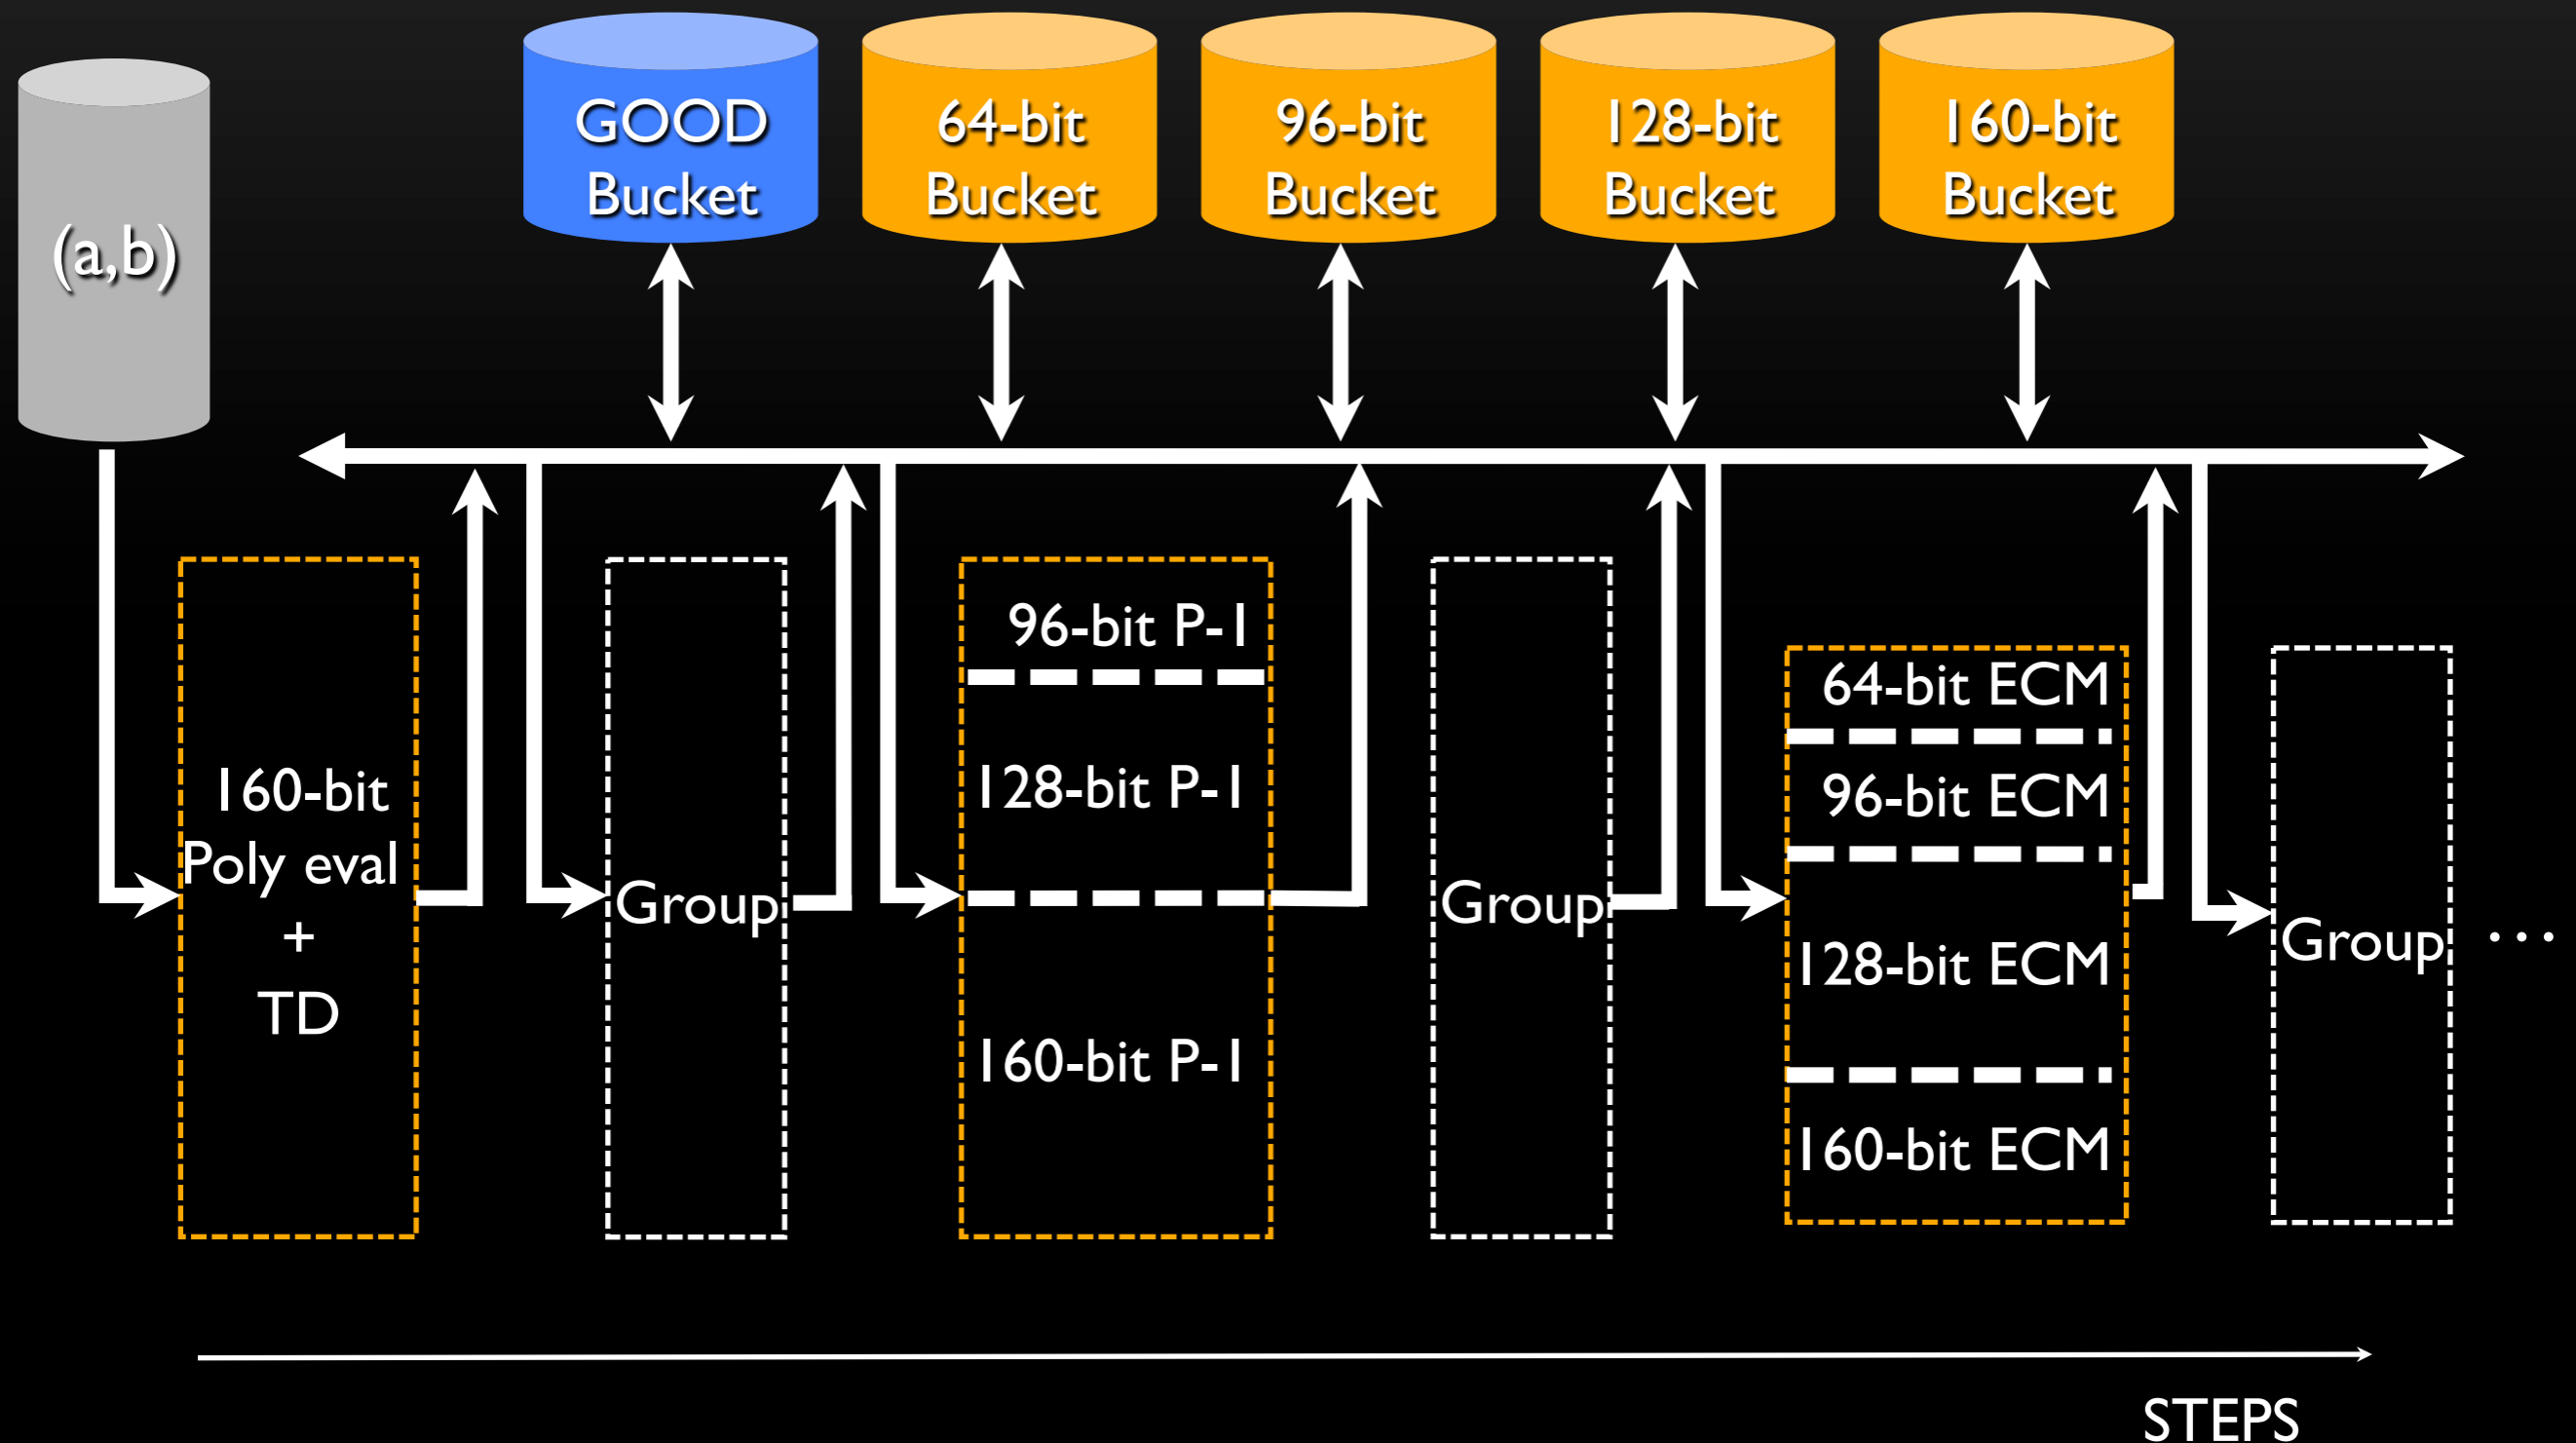 (a,b)
GOOD
Bucket
64-bit
Bucket
96-bit
Bucket
128-bit
Bucket
160-bit
Bucket
160-bit
Poly eval
+
TD
Group
96-bit P-1
128-bit P-1
160-bit P-1
Group
64-bit ECM
96-bit ECM
128-bit ECM
160-bit ECM
Group
...
STEPS